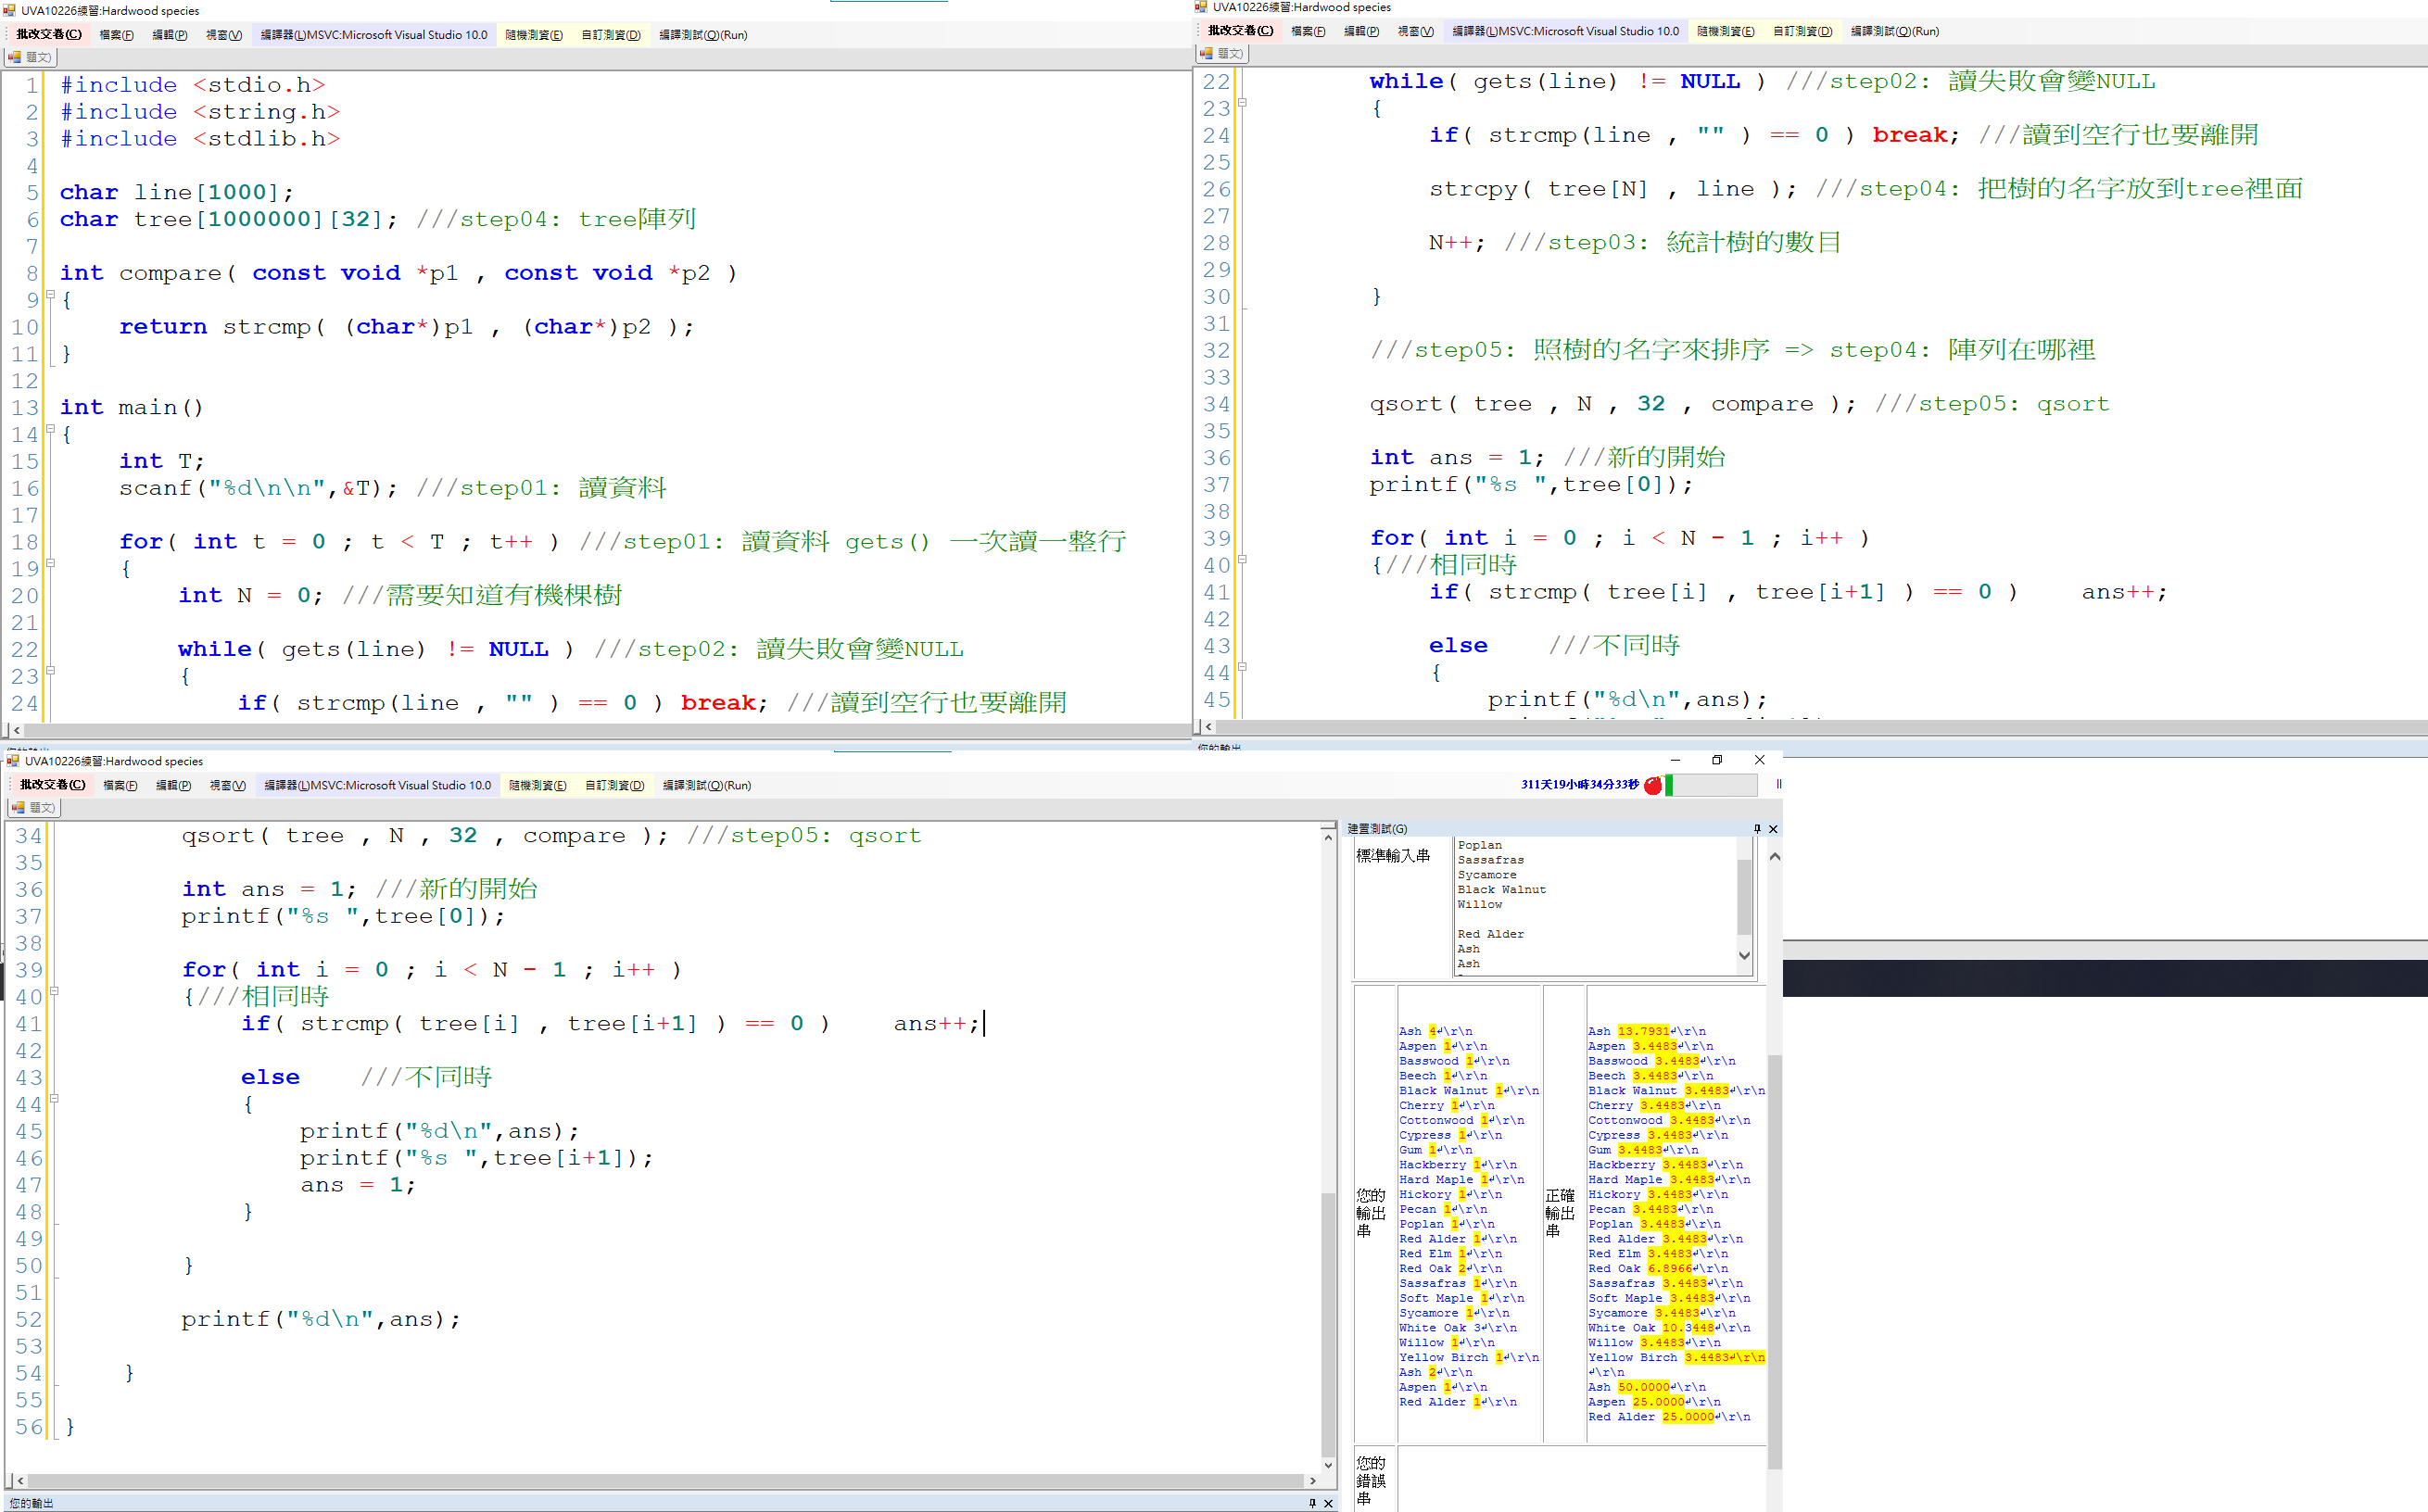 UVA10226練習:Hardwood species
批改交卷(C) 檔案(F) 編輯(P) 視窗(V) 編譯器(L)MSVC:Microsoft Visual Studio 10.0 隨機測資(E) 自訂測資(D) 編譯測試(Q)(Run)
題文)
1 #include <stdio.h>
2 #include <string.h>
3 #include <stdlib.h>
4
5 char line[1000];
6 char tree[1000000][32]; ///step04: tree陣列
7
8 int compare( const void *p1 , const void *p2 )
9 {
10 return strcmp( (char*)p1 , (char*)p2 );
11 }
12
13 int main()
14 {
15 int T;
16 scanf("%d\n\n",&T); ///step01: 讀資料
17
18 for( int t = 0 ; t < T ; t++ ) ///step01: 讀資料 gets() 一次讀一整行
19 {
20 int N = 0; ///需要知道有機棵樹
21
22 while( gets(line) != NULL ) ///step02: 讀失敗會變NULL
23 {
24 if( strcmp(line , "" ) == 0 ) break; ///讀到空行也要離開
UVA10226練習:Hardwood species
批改交卷(C) 檔案(F) 編輯(P) 視窗(V) 編譯器(L)MSVC:Microsoft Visual Studio 10.0 隨機測資(E) 自訂測資(D) 編譯測試(Q)(Run)
題文)
22 while( gets(line) != NULL ) ///step02: 讀失敗會變NULL
23 {
24 if( strcmp(line , "" ) == 0 ) break; ///讀到空行也要離開
25
26 strcpy( tree[N] , line ); ///step04: 把樹的名字放到tree裡面
27
28 N++; ///step03: 統計樹的數目
29
30 }
31
32 ///step05: 照樹的名字來排序 => step04: 陣列在哪裡
33
34 qsort( tree , N , 32 , compare ); ///step05: qsort
35
36 int ans = 1; ///新的開始
37 printf("%s ",tree[0]);
38
39 for( int i = 0 ; i < N - 1 ; i++ )
40 {///相同時
41 if( strcmp( tree[i] , tree[i+1] ) == 0 ) ans++;
42
43 else ///不同時
44 {
45 printf("%d\n",ans);
您的輸出
UVA10226練習:Hardwood species
批改交卷(C) 檔案(F) 編輯(P) 視窗(V) 編譯器(L)MSVC:Microsoft Visual Studio 10.0 隨機測資(E) 自訂測資(D) 編譯測試(Q)(Run) 311天19小時34分33秒
題文)
34 qsort( tree , N , 32 , compare ); ///step05: qsort
35
36 int ans = 1; ///新的開始
37 printf("%s ",tree[0]);
38
39 for( int i = 0 ; i < N - 1 ; i++ )
40 {///相同時
41 if( strcmp( tree[i] , tree[i+1] ) == 0 ) ans++;
42
43 else ///不同時
44 {
45 printf("%d\n",ans);
46 printf("%s ",tree[i+1]);
47 ans = 1;
48 }
49
50 }
51
52 printf("%d\n",ans);
53
54 }
55
56 }
您的輸出
建置測試(G)
標準輸入串
Poplan
Sassafras
Sycamore
Black Walnut
Willow
Red Alder
Ash
Ash
您的輸出串
Ash 4↵\r\n
Aspen 1↵\r\n
Basswood 1↵\r\n
Beech 1↵\r\n
Black Walnut 1↵\r\n
Cherry 1↵\r\n
Cottonwood 1↵\r\n
Cypress 1↵\r\n
Gum 1↵\r\n
Hackberry 1↵\r\n
Hard Maple 1↵\r\n
Hickory 1↵\r\n
Pecan 1↵\r\n
Poplan 1↵\r\n
Red Alder 1↵\r\n
Red Elm 1↵\r\n
Red Oak 2↵\r\n
Sassafras 1↵\r\n
Soft Maple 1↵\r\n
Sycamore 1↵\r\n
White Oak 3↵\r\n
Willow 1↵\r\n
Yellow Birch 1↵\r\n
Ash 2↵\r\n
Aspen 1↵\r\n
Red Alder 1↵\r\n
正確輸出串
Ash 13.7931↵\r\n
Aspen 3.4483↵\r\n
Basswood 3.4483↵\r\n
Beech 3.4483↵\r\n
Black Walnut 3.4483↵\r\n
Cherry 3.4483↵\r\n
Cottonwood 3.4483↵\r\n
Cypress 3.4483↵\r\n
Gum 3.4483↵\r\n
Hackberry 3.4483↵\r\n
Hard Maple 3.4483↵\r\n
Hickory 3.4483↵\r\n
Pecan 3.4483↵\r\n
Poplan 3.4483↵\r\n
Red Alder 3.4483↵\r\n
Red Elm 3.4483↵\r\n
Red Oak 6.8966↵\r\n
Sassafras 3.4483↵\r\n
Soft Maple 3.4483↵\r\n
Sycamore 3.4483↵\r\n
White Oak 10.3448↵\r\n
Willow 3.4483↵\r\n
Yellow Birch 3.4483↵\r\n
↵\r\n
Ash 50.0000↵\r\n
Aspen 25.0000↵\r\n
Red Alder 25.0000↵\r\n
您的錯誤串